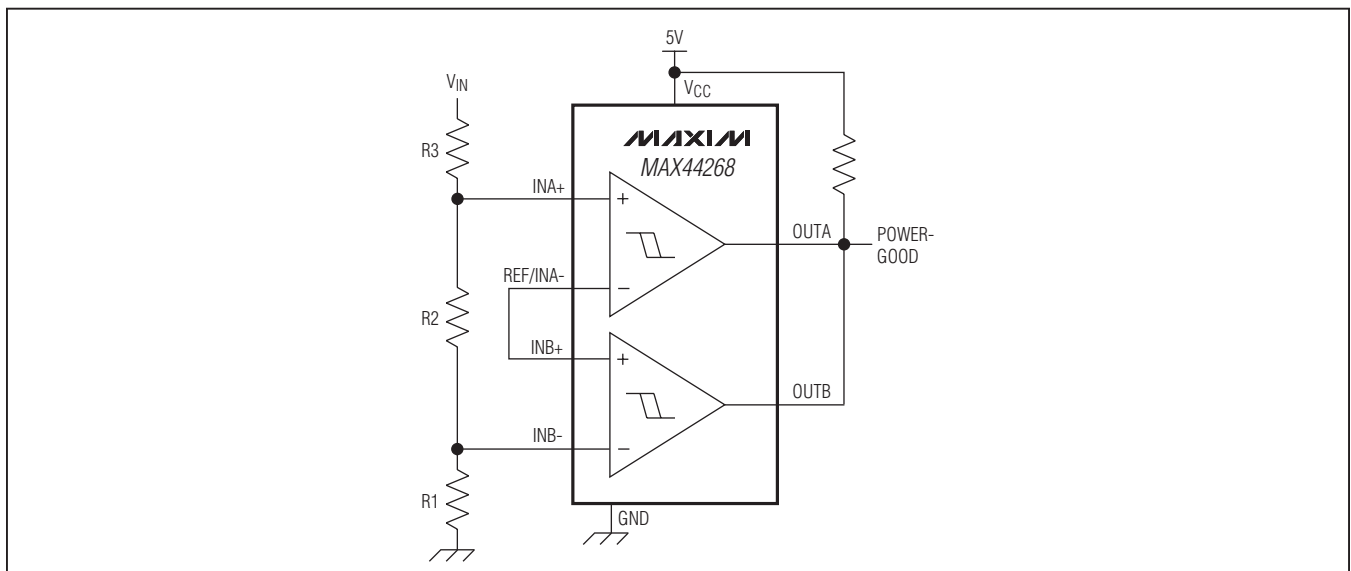 5V
VCC
VIN
MAXIM
MAX44268
R3
INA+
+
OUTA
POWER-
GOOD
REF/INA-
−
R2
INB+
+
OUTB
INB-
−
R1
GND